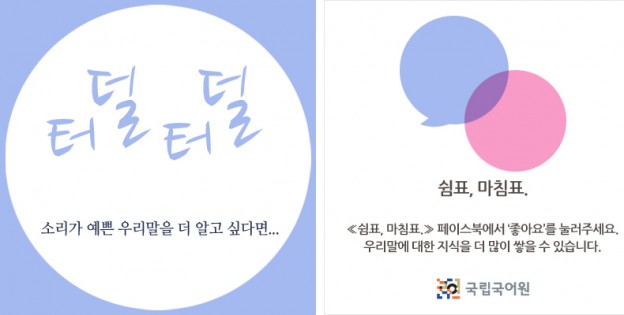 터덜터덜
소리가 예쁜 우리말을 더 알고 싶다면...
쉼표, 마침표.
≪쉼표, 마침표.≫ 페이스북에서 '좋아요'를 눌러주세요.
우리말에 대한 지식을 더 많이 쌓을 수 있습니다.
국립국어원